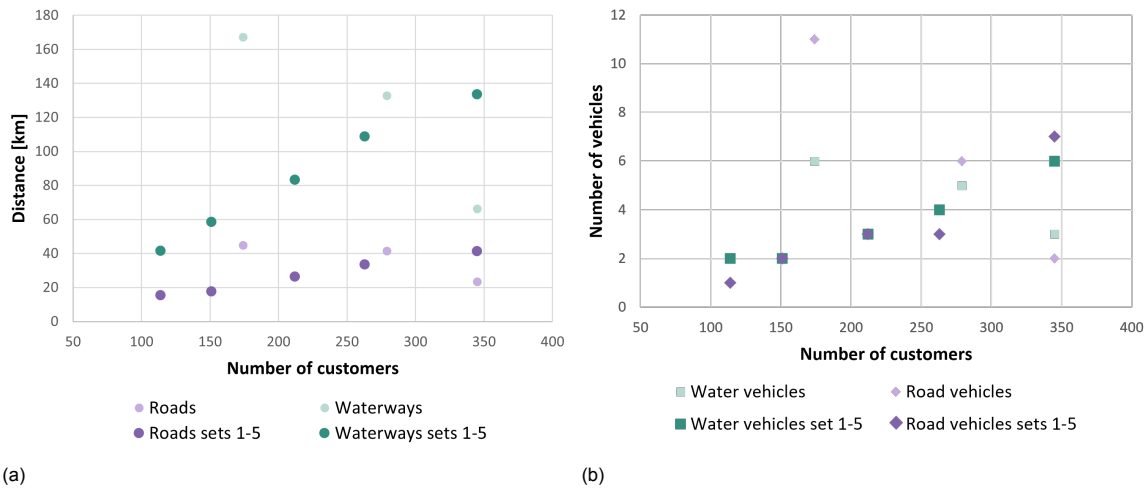 180
160
140
120
100
80
60
40
20
0
Distance [km]
50 100 150 200 250 300 350 400
Number of customers
Roads Waterways
Roads sets 1-5 Waterways sets 1-5
(a)
12
10
8
6
4
2
0
Number of vehicles
50 100 150 200 250 300 350 400
Number of customers
Water vehicles Road vehicles
Water vehicles set 1-5 Road vehicles sets 1-5
(b)